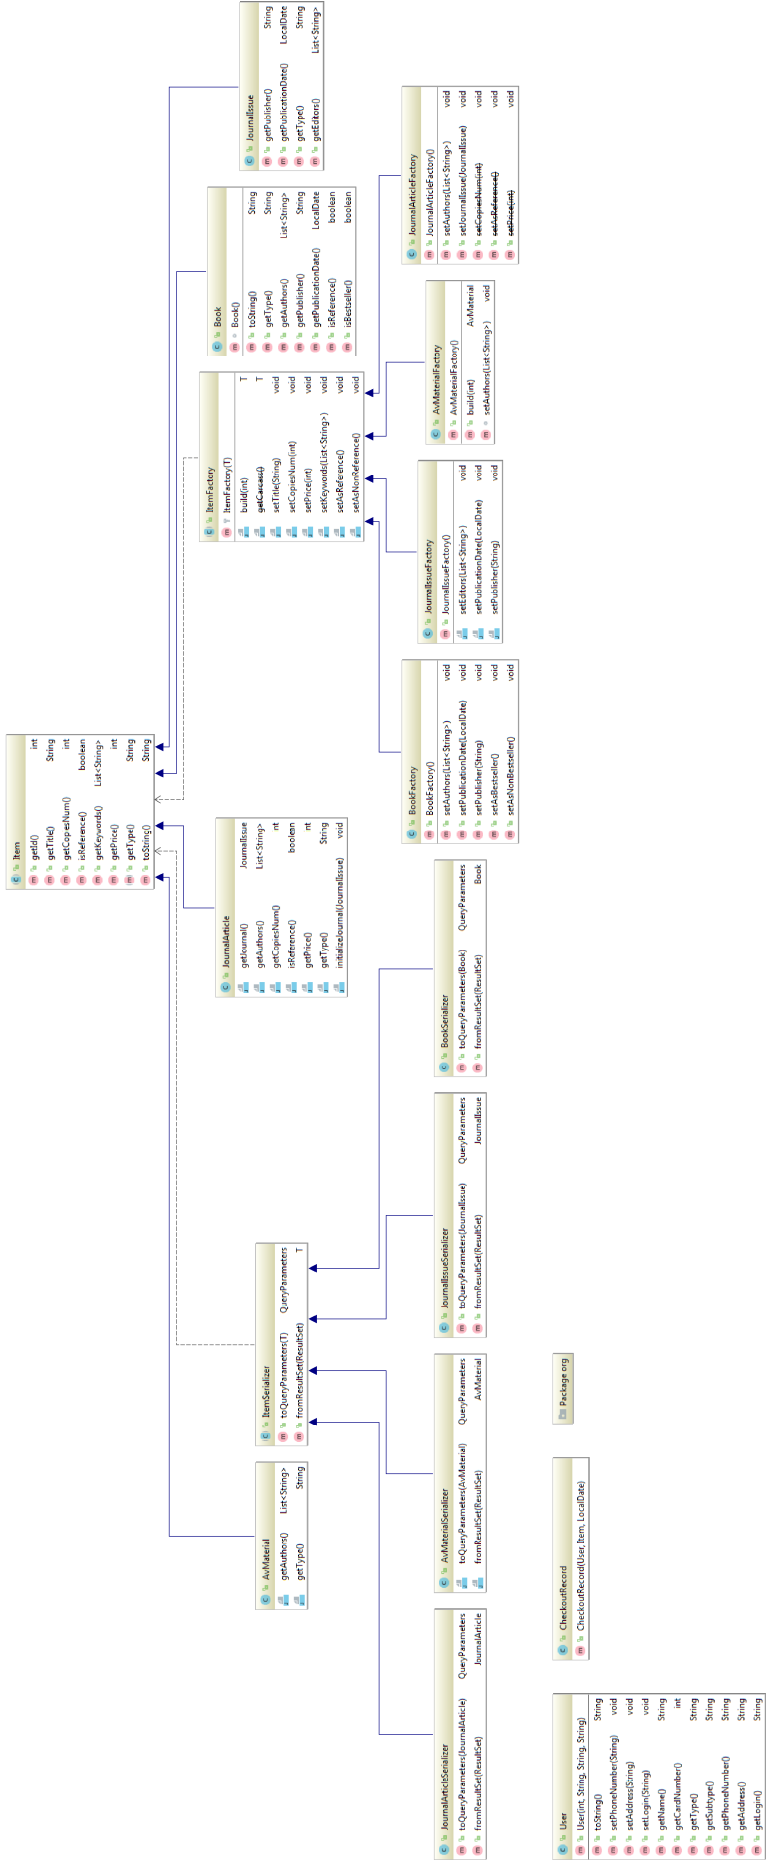 Item
getId() int
getTitle() String
getCopiesNum() int
isReference() boolean
getKeywords() List<String>
getPrice() int
getType() String
toString() String
AvMaterial
getAuthors() List<String>
getType() String
ItemSerializer
toQueryParameters(T) QueryParameters
fromResultSet(ResultSet) T
JournalArticle
getJournal() JournalIssue
getAuthors() List<String>
getCopiesNum() nt
isReference() boolean
getPrice() nt
getType() String
initializeJournal(JournalIssue) void
ItemFactory
ItemFactory(T)
build(int) T
getCarcass() T
setTitle(String) void
setCopiesNum(int) void
setPrice(int) void
setKeywords(List<String>) void
setAsReference() void
setAsNonReference() void
Book
Book()
toString() String
getType() String
getAuthors() List<String>
getPublisher() String
getPublicationDate() LocalDate
isReference() boolean
isBestseller() boolean
JournalIssue
getPublisher() String
getPublicationDate() LocalDate
getType() String
getEditors() List<String>
JournalArticleSerializer
toQueryParameters(JournalArticle) QueryParameters
fromResultSet(ResultSet) JournalArticle
AvMaterialSerializer
toQueryParameters(AvMaterial) QueryParameters
fromResultSet(ResultSet) AvMaterial
JournalIssueSerializer
toQueryParameters(JournalIssue) QueryParameters
fromResultSet(ResultSet) JournalIssue
BookSerializer
toQueryParameters(Book) QueryParameters
fromResultSet(ResultSet) Book
BookFactory
BookFactory()
setAuthors(List<String>) void
setPublicationDate(LocalDate) void
setPublisher(String) void
setAsBestseller() void
setAsNonBestseller() void
JournalIssueFactory
JournalIssueFactory()
setEditors(List<String>) void
setPublicationDate(LocalDate) void
setPublisher(String) void
AvMaterialFactory
AvMaterialFactory()
build(int) AvMaterial
setAuthors(List<String>) void
JournalArticleFactory
JournalArticleFactory()
setAuthors(List<String>) void
setJournalIssue(JournalIssue) void
setCopiesNum(int) void
setAsReference() void
setPrice(int) void
User
User(int, String, String, String)
toString() String
setPhoneNumber(String) void
setAddress(String) void
setLogin(String) void
getName() String
getCardNumber() int
getType() String
getSubtype() String
getPhoneNumber() String
getAddress() String
getLogin() String
CheckoutRecord
CheckoutRecord(User, Item, LocalDate)
Package org